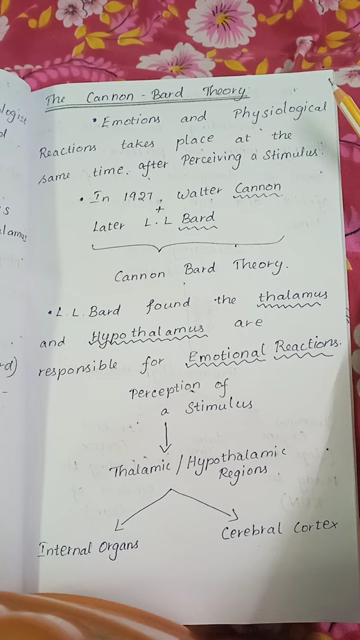 The Cannon-Bard Theory
• Emotions and Physiological
Reactions takes place at the
same time. after Perceiving a Stimulus.
• In 1927, Walter Cannon
+
Later L.L Bard
Cannon Bard Theory.
• L.L. Bard found the thalamus
and Hypothalamus are
responsible for Emotional Reactions.
Perception of
a Stimulus
Thalamic / Hypothalamic
Regions
Internal Organs
Cerebral Cortex